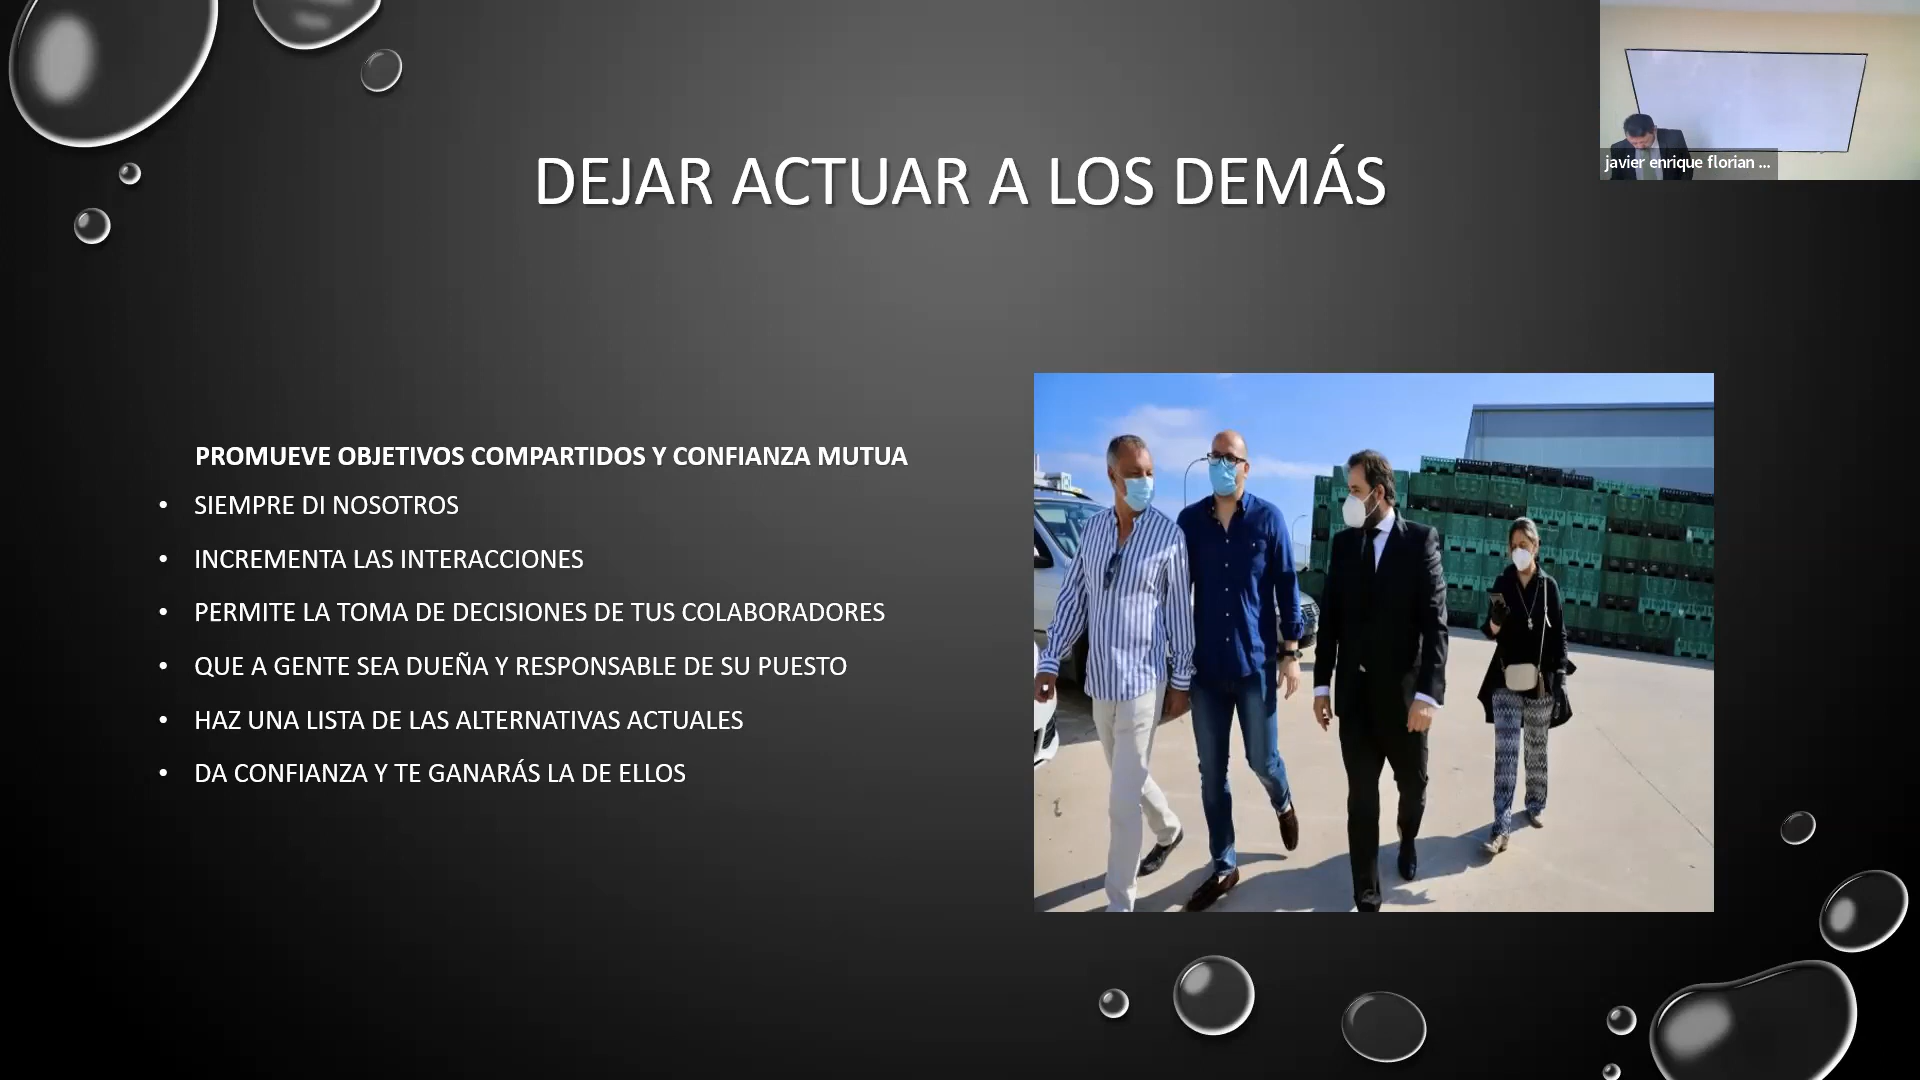 javier enrique florian ...
DEJAR ACTUAR A LOS DEMÁS
PROMUEVE OBJETIVOS COMPARTIDOS Y CONFIANZA MUTUA
• SIEMPRE DI NOSOTROS
• INCREMENTA LAS INTERACCIONES
• PERMITE LA TOMA DE DECISIONES DE TUS COLABORADORES
• QUE A GENTE SEA DUEÑA Y RESPONSABLE DE SU PUESTO
• HAZ UNA LISTA DE LAS ALTERNATIVAS ACTUALES
• DA CONFIANZA Y TE GANARÁS LA DE ELLOS